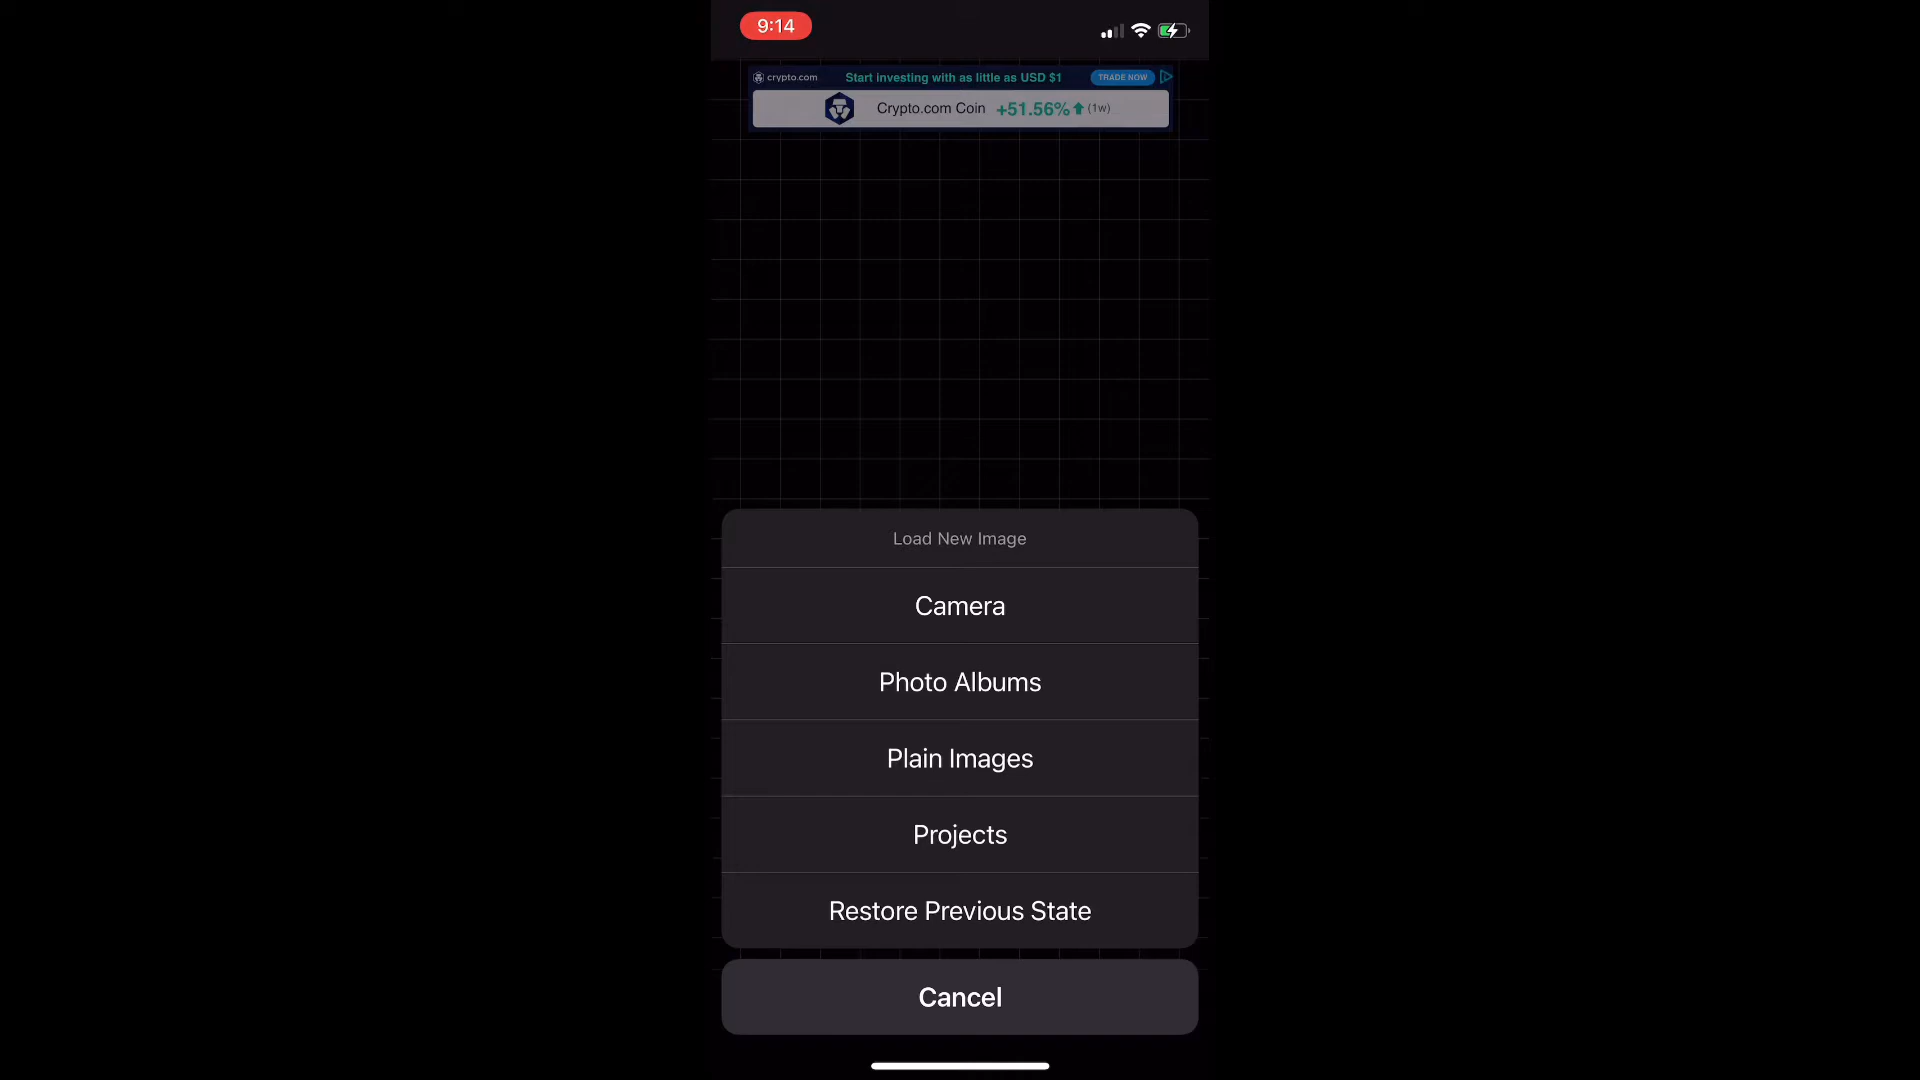 9:14
crypto.com Start investing with as little as USD $1 TRADE NOW
Crypto.com Coin +51.56% (1w)
Load New Image
Camera
Photo Albums
Plain Images
Projects
Restore Previous State
Cancel